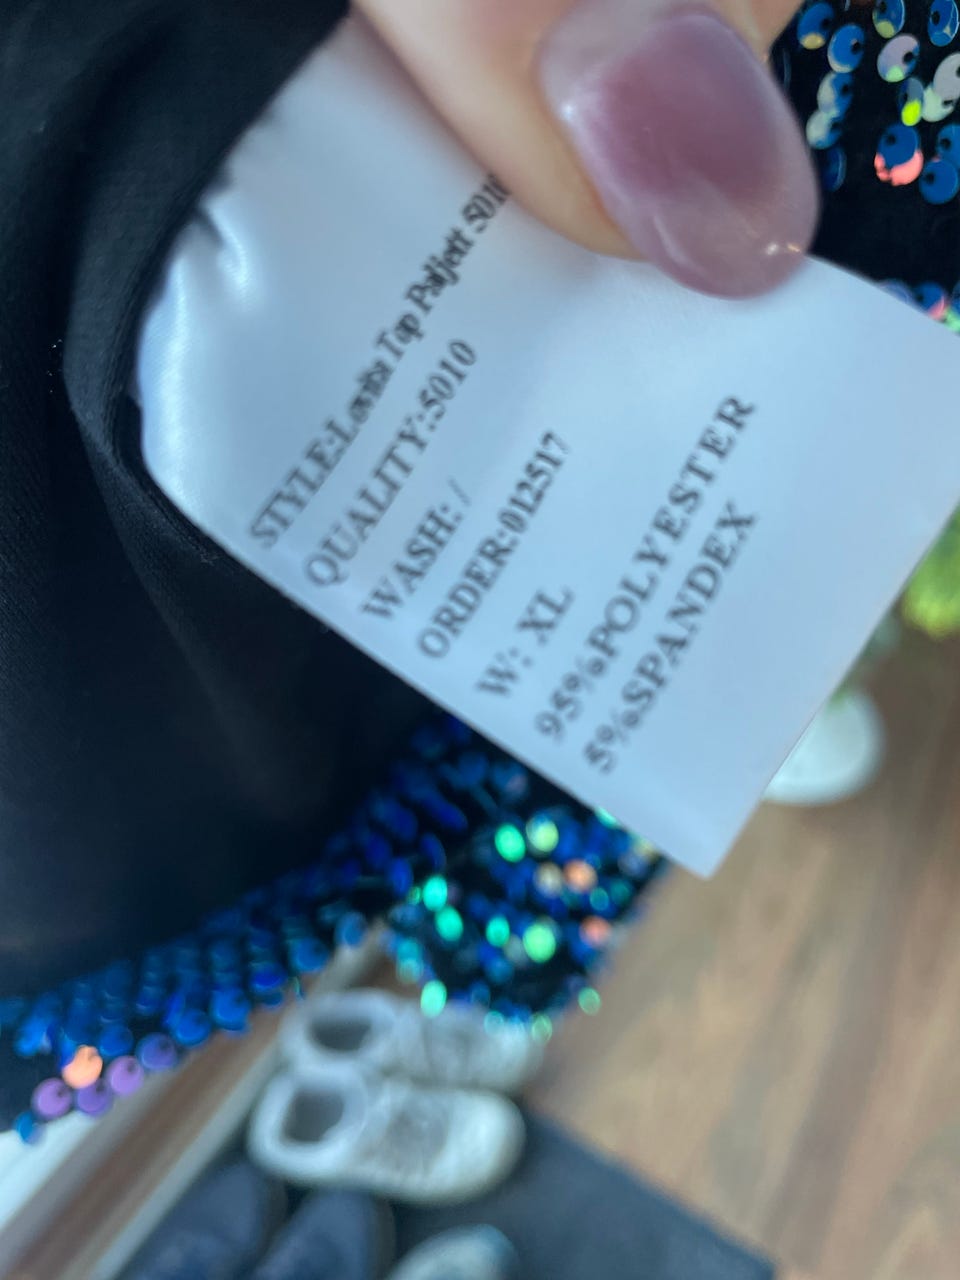 STYLE: Top Paljett
QUALITY:5010
WASH: /
ORDER:012517
W: XL
95%POLYESTER
5%SPANDEX